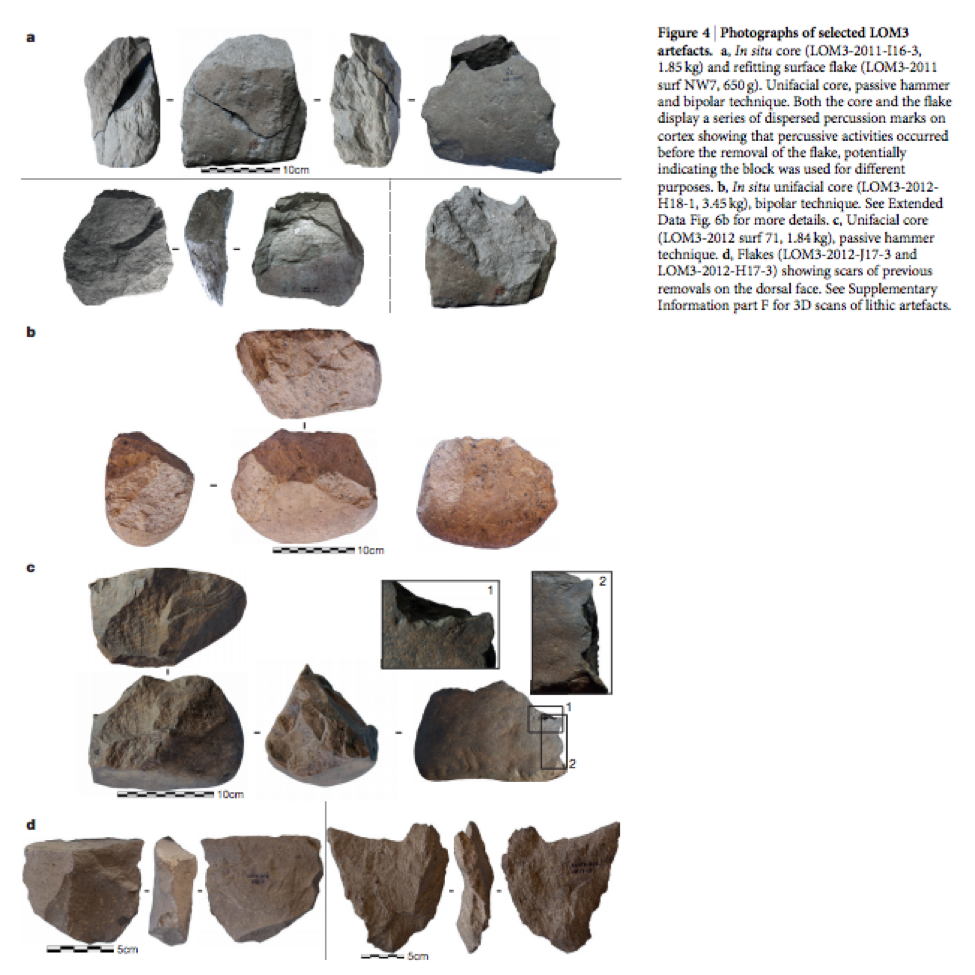 a
10cm
b
10cm
c
1
2
1
2
10cm
d
5cm
5cm
Figure 4 | Photographs of selected LOM3
artefacts. a, In situ core (LOM3-2011-I16-3,
1.85 kg) and refitting surface flake (LOM3-2011
surf NW7, 650 g). Unifacial core, passive hammer
and bipolar technique. Both the core and the flake
display a series of dispersed percussion marks on
cortex showing that percussive activities occurred
before the removal of the flake, potentially
indicating the block was used for different
purposes. b, In situ unifacial core (LOM3-2012-
H18-1, 3.45 kg), bipolar technique. See Extended
Data Fig. 6b for more details. c, Unifacial core
(LOM3-2012 surf 71, 1.84 kg), passive hammer
technique. d, Flakes (LOM3-2012-J17-3 and
LOM3-2012-H17-3) showing scars of previous
removals on the dorsal face. See Supplementary
Information part F for 3D scans of lithic artefacts.